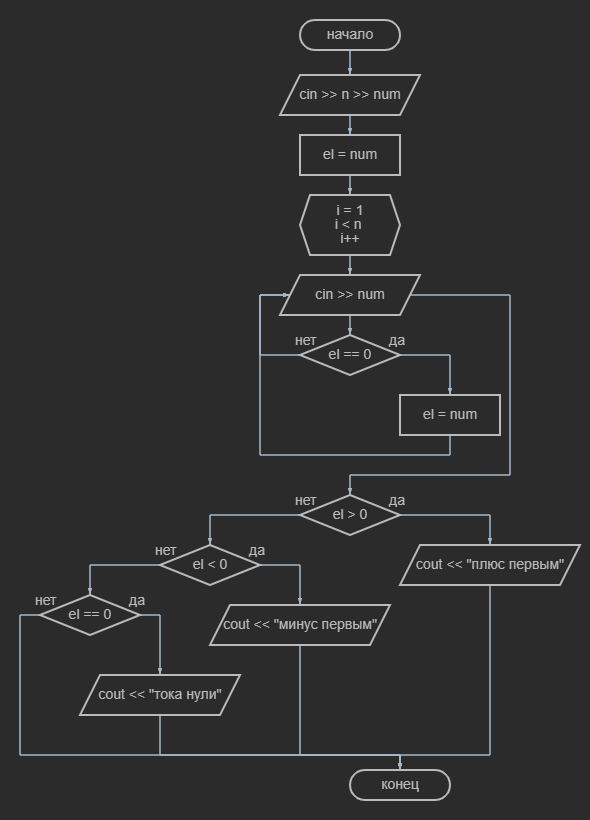 начало
cin >> n >> num
el = num
i = 1
i < n
i++
cin >> num
нет
да
el == 0
el = num
нет
да
el > 0
нет
да
el < 0
cout << "плюс первым"
нет
да
el == 0
cout << "минус первым"
cout << "тока нули"
конец